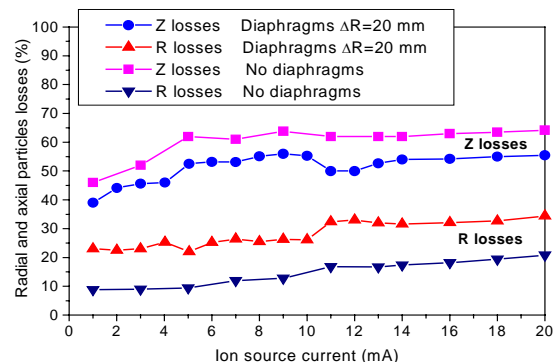 Z losses Diaphragms ΔR=20 mm
R losses Diaphragms ΔR=20 mm
Z losses No diaphragms
R losses No diaphragms
Radial and axial particles losses (%)
100
90
80
70
60
50
40
30
20
10
0
Z losses
R losses
0 2 4 6 8 10 12 14 16 18 20
Ion source current (mA)